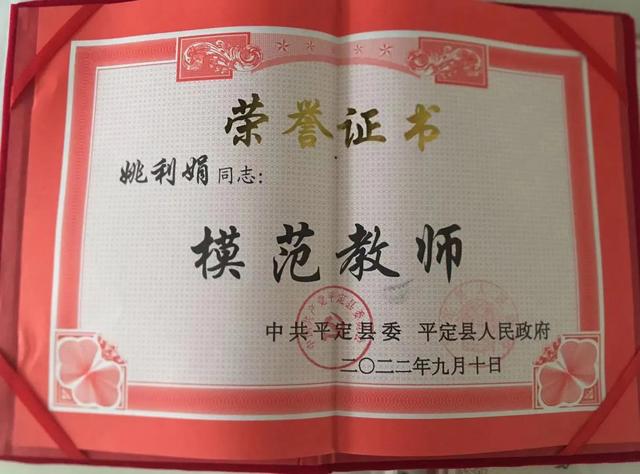 荣誉证书
姚利娟同志：
模范教师
中共平定县委 平定县人民政府
二〇二二年九月十日